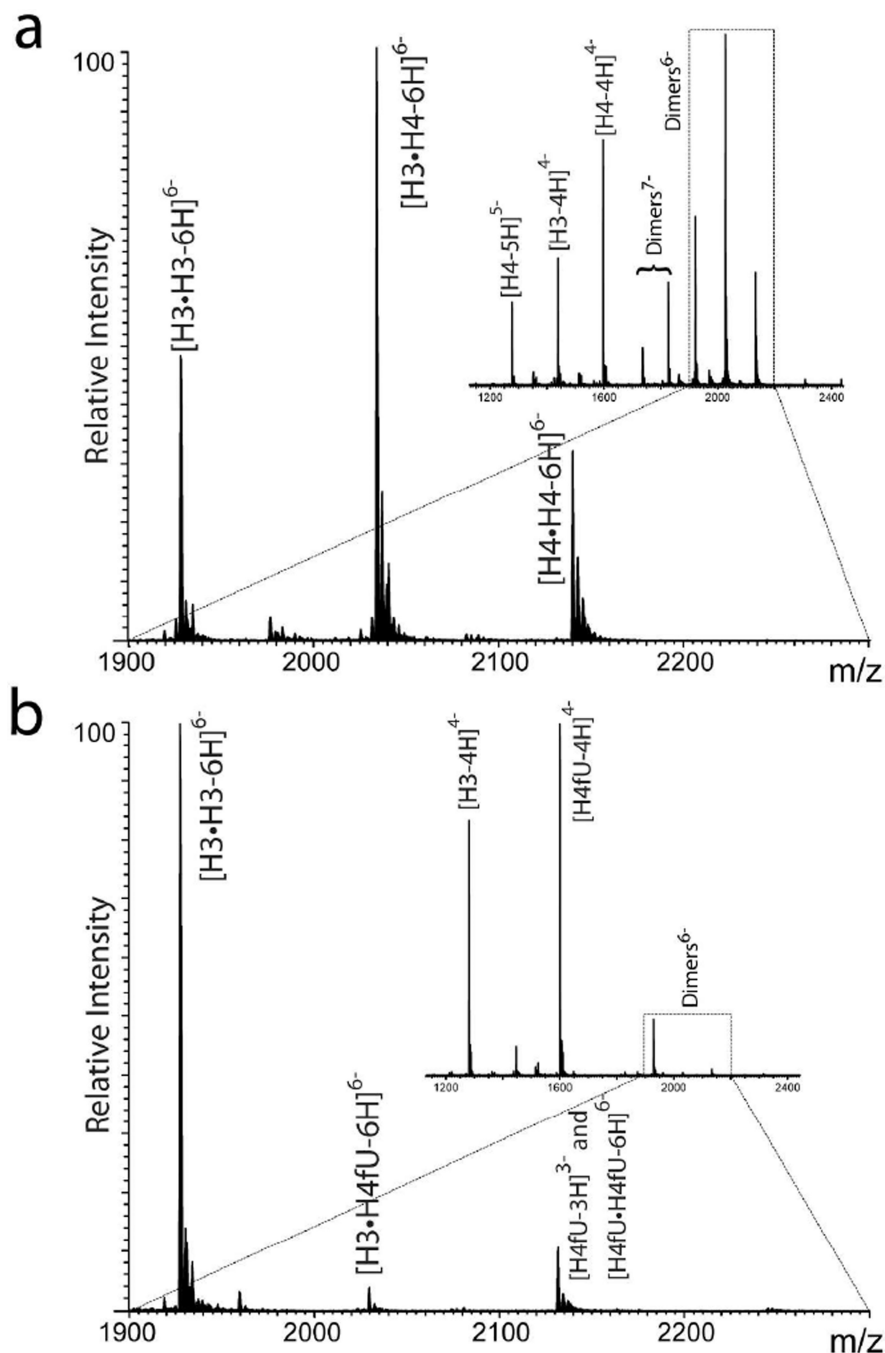 a
100
Relative Intensity
[H3•H3-6H]6-
[H3•H4-6H]6-
[H4•H4-6H]6-
1900
2000
2100
2200
m/z
[H4-5H]5-
[H3-4H]4-
[H4-4H]4-
Dimers7-
Dimers6-
1200
1600
2000
2400
b
100
Relative Intensity
[H3•H3-6H]6-
[H3•H4fU-6H]6-
[H4fU-3H]3- and
[H4fU•H4fU-6H]6-
1900
2000
2100
2200
m/z
[H3-4H]4-
[H4fU-4H]4-
Dimers6-
1200
1600
2000
2400